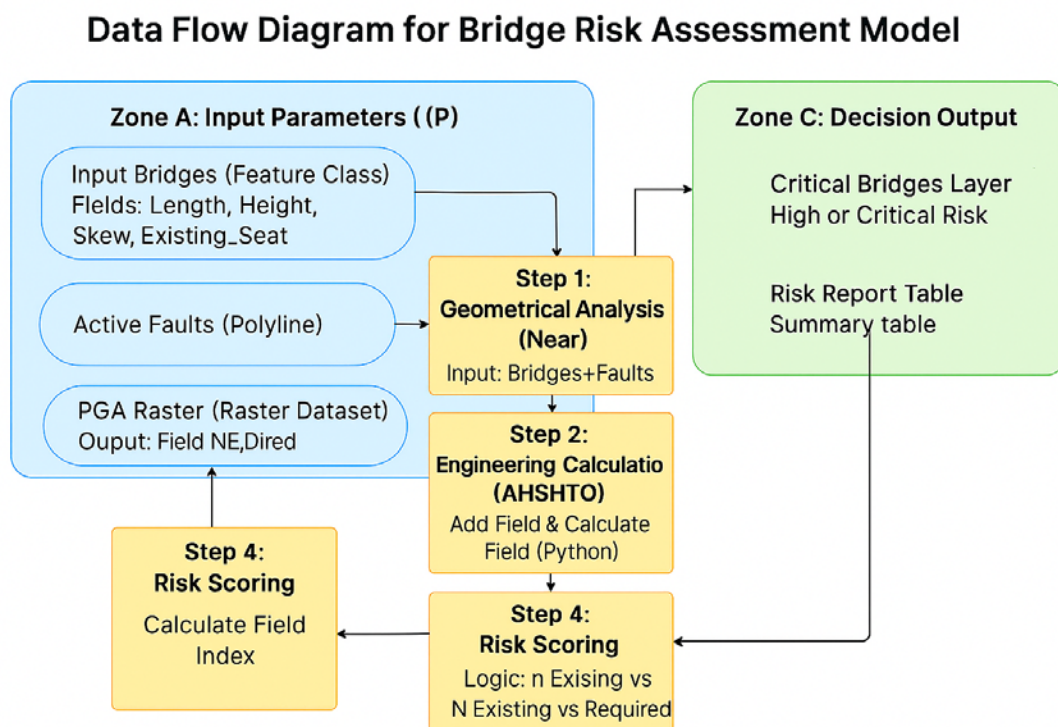 Data Flow Diagram for Bridge Risk Assessment Model
Zone A: Input Parameters ( (P)
Input Bridges (Feature Class)
FIelds: Length, Height,
Skew, Existing_Seat
Active Faults (Polyline)
PGA Raster (Raster Dataset)
Ouput: Field NE,Dired
Step 1:
Geometrical Analysis
(Near)
Input: Bridges+Faults
Step 2:
Engineering Calculatio
(AHSHTO)
Add Field & Calculate
Field (Python)
Step 4:
Risk Scoring
Logic: n Exising vs
N Existing vs Required
Step 4:
Risk Scoring
Calculate Field
Index
Zone C: Decision Output
Critical Bridges Layer
High or Critical Risk
Risk Report Table
Summary table